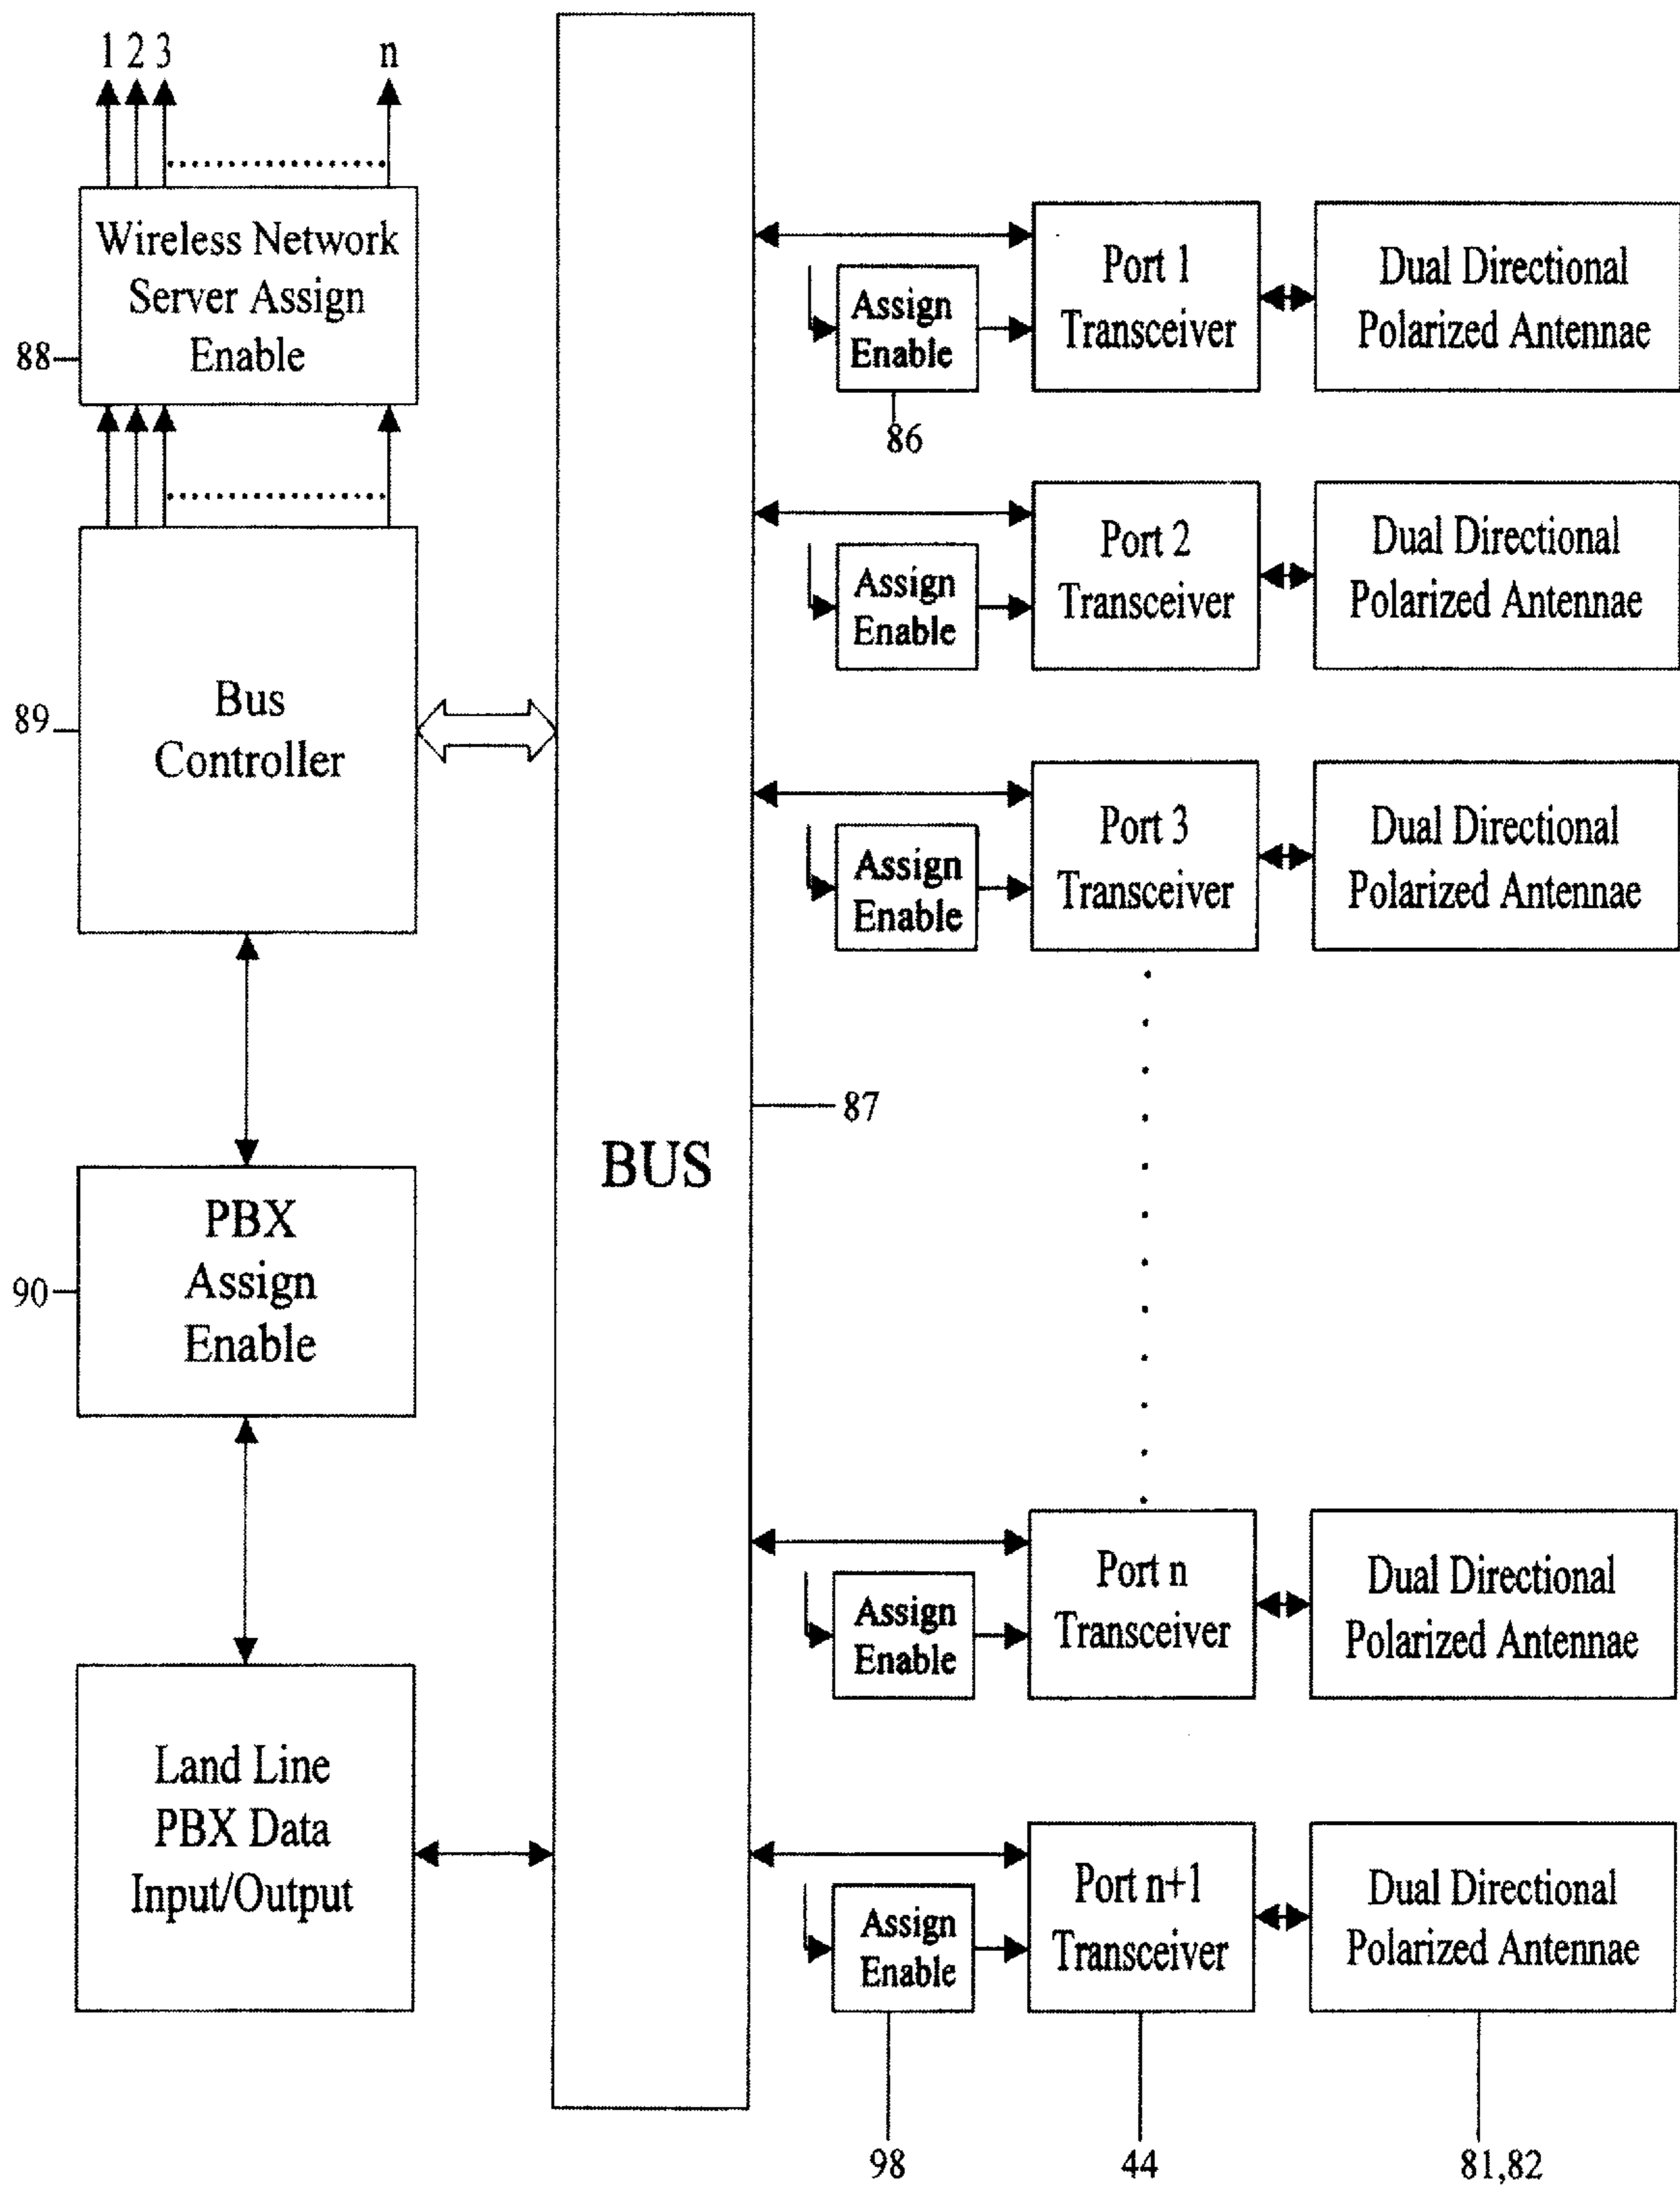 1 2 3 n
Wireless Network
Server Assign
Enable
88
Bus
Controller
89
PBX
Assign
Enable
90
Land Line
PBX Data
Input/Output
BUS
87
Assign
Enable
86
Port 1
Transceiver
Dual Directional
Polarized Antennae
Assign
Enable
Port 2
Transceiver
Dual Directional
Polarized Antennae
Assign
Enable
Port 3
Transceiver
Dual Directional
Polarized Antennae
Assign
Enable
Port n
Transceiver
Dual Directional
Polarized Antennae
Assign
Enable
Port n+1
Transceiver
Dual Directional
Polarized Antennae
98
44
81,82